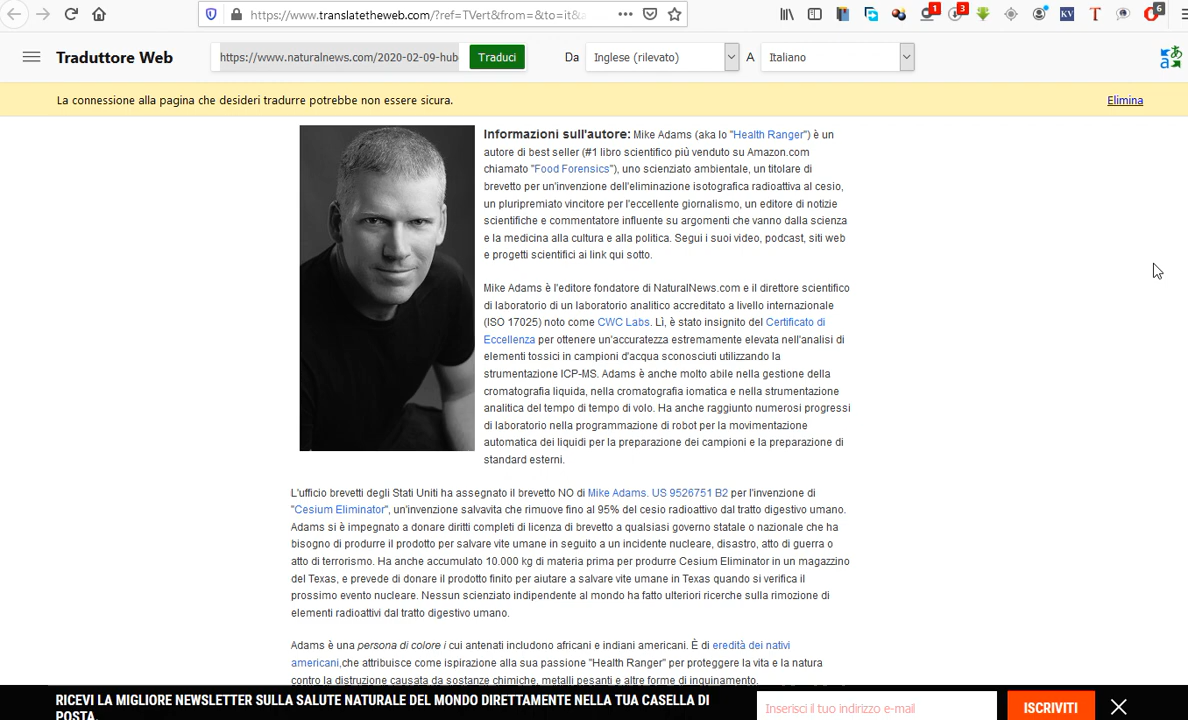 https://www.translatetheweb.com/?ref=TVert&from=&to=it&a
1
3
KV
T
6
Traduttore Web
https://www.naturalnews.com/2020-02-09-hub
Traduci
Da
Inglese (rilevato)
A
Italiano
La connessione alla pagina che desideri tradurre potrebbe non essere sicura.
Elimina
Informazioni sull'autore: Mike Adams (aka lo "Health Ranger") è un
autore di best seller (#1 libro scientifico più venduto su Amazon.com
chiamato "Food Forensics"), uno scienziato ambientale, un titolare di
brevetto per un'invenzione dell'eliminazione isotografica radioattiva al cesio,
un pluripremiato vincitore per l'eccellente giornalismo, un editore di notizie
scientifiche e commentatore influente su argomenti che vanno dalla scienza
e la medicina alla cultura e alla politica. Segui i suoi video, podcast, siti web
e progetti scientifici ai link qui sotto.
Mike Adams è l'editore fondatore di NaturalNews.com e il direttore scientifico
di laboratorio di un laboratorio analitico accreditato a livello internazionale
(ISO 17025) noto come CWC Labs. Lì, è stato insignito del Certificato di
Eccellenza per ottenere un'accuratezza estremamente elevata nell'analisi di
elementi tossici in campioni d'acqua sconosciuti utilizzando la
strumentazione ICP-MS. Adams è anche molto abile nella gestione della
cromatografia liquida, nella cromatografia iomatica e nella strumentazione
analitica del tempo di tempo di volo. Ha anche raggiunto numerosi progressi
di laboratorio nella programmazione di robot per la movimentazione
automatica dei liquidi per la preparazione dei campioni e la preparazione di
standard esterni.
L'ufficio brevetti degli Stati Uniti ha assegnato il brevetto NO di Mike Adams. US 9526751 B2 per l'invenzione di
"Cesium Eliminator", un'invenzione salvavita che rimuove fino al 95% del cesio radioattivo dal tratto digestivo umano.
Adams si è impegnato a donare diritti completi di licenza di brevetto a qualsiasi governo statale o nazionale che ha
bisogno di produrre il prodotto per salvare vite umane in seguito a un incidente nucleare, disastro, atto di guerra o
atto di terrorismo. Ha anche accumulato 10.000 kg di materia prima per produrre Cesium Eliminator in un magazzino
del Texas, e prevede di donare il prodotto finito per aiutare a salvare vite umane in Texas quando si verifica il
prossimo evento nucleare. Nessun scienziato indipendente al mondo ha fatto ulteriori ricerche sulla rimozione di
elementi radioattivi dal tratto digestivo umano.
Adams è una persona di colore i cui antenati includono africani e indiani americani. È di eredità dei nativi
americani,che attribuisce come ispirazione alla sua passione "Health Ranger" per proteggere la vita e la natura
contro la distruzione causata da sostanze chimiche, metalli pesanti e altre forme di inquinamento.
RICEVI LA MIGLIORE NEWSLETTER SULLA SALUTE NATURALE DEL MONDO DIRETTAMENTE NELLA TUA CASELLA DI
POSTA.
Inserisci il tuo indirizzo e-mail
ISCRIVITI